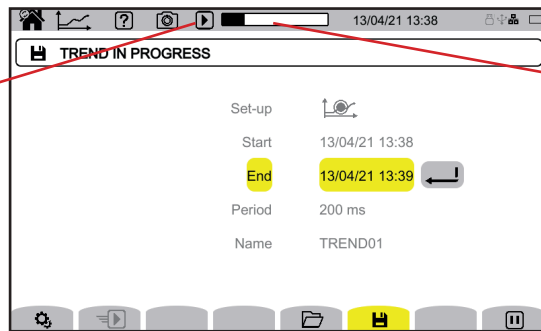 ? 13/04/21 13:38
TREND IN PROGRESS
Set-up
Start 13/04/21 13:38
End 13/04/21 13:39
Period 200 ms
Name TREND01